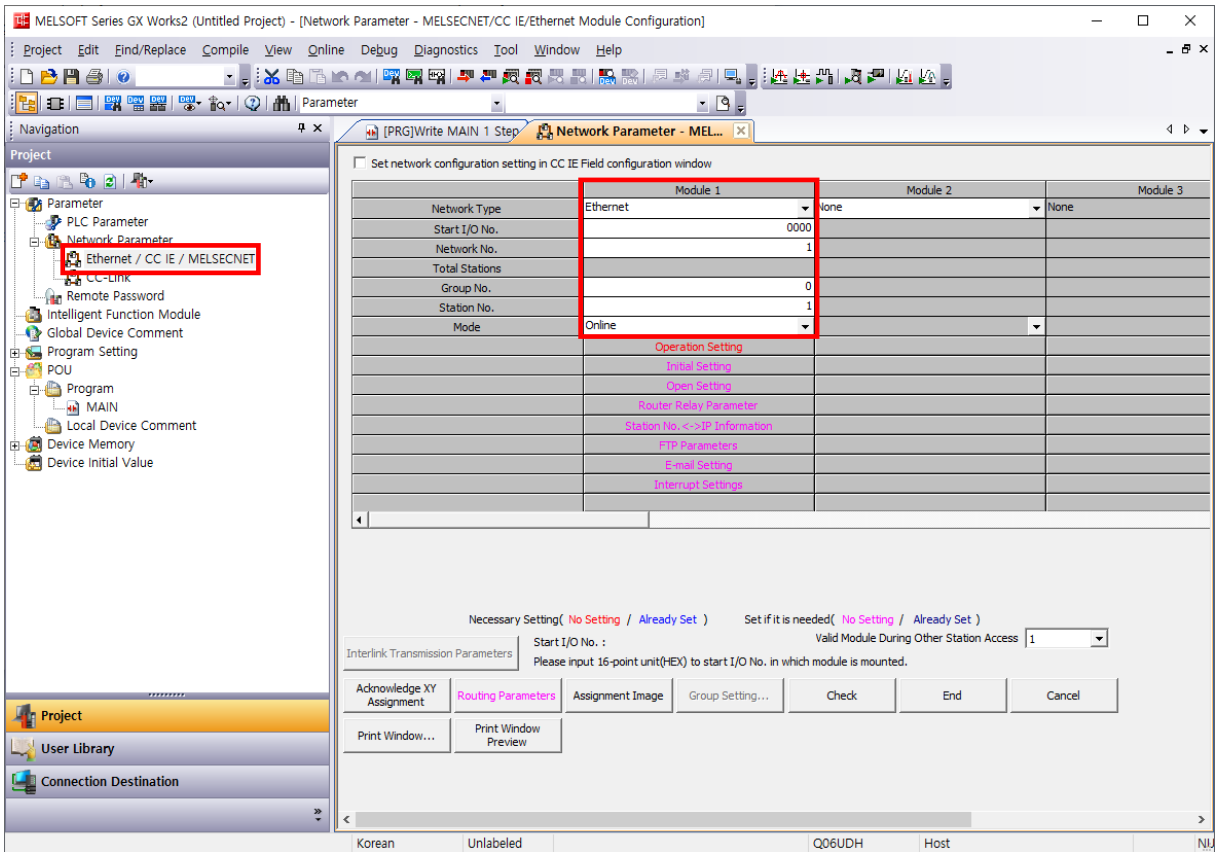 MELSOFT Series GX Works2 (Untitled Project) - [Network Parameter - MELSECNET/CC IE/Ethernet Module Configuration]
Project Edit Find/Replace Compile View Online Debug Diagnostics Tool Window Help
Parameter
Navigation
Project
Parameter
PLC Parameter
Network Parameter
Ethernet / CC IE / MELSECNET
CC-Link
Remote Password
Intelligent Function Module
Global Device Comment
Program Setting
POU
Program
MAIN
Local Device Comment
Device Memory
Device Initial Value
Project
User Library
Connection Destination
[PRG]Write MAIN 1 Step
Network Parameter - MEL...
Set network configuration setting in CC IE Field configuration window
Module 1 Module 2 Module 3
Network Type Ethernet None None
Start I/O No. 0000
Network No. 1
Total Stations
Group No. 0
Station No. 1
Mode Online
Operation Setting
Initial Setting
Open Setting
Router Relay Parameter
Station No.<->IP Information
FTP Parameters
E-mail Setting
Interrupt Settings
Necessary Setting( No Setting / Already Set ) Set if it is needed( No Setting / Already Set )
Interlink Transmission Parameters
Start I/O No. :
Valid Module During Other Station Access 1
Please input 16-point unit(HEX) to start I/O No. in which module is mounted.
Acknowledge XY
Assignment
Routing Parameters
Assignment Image
Group Setting...
Check
End
Cancel
Print Window...
Print Window
Preview
Korean Unlabeled Q06UDH Host